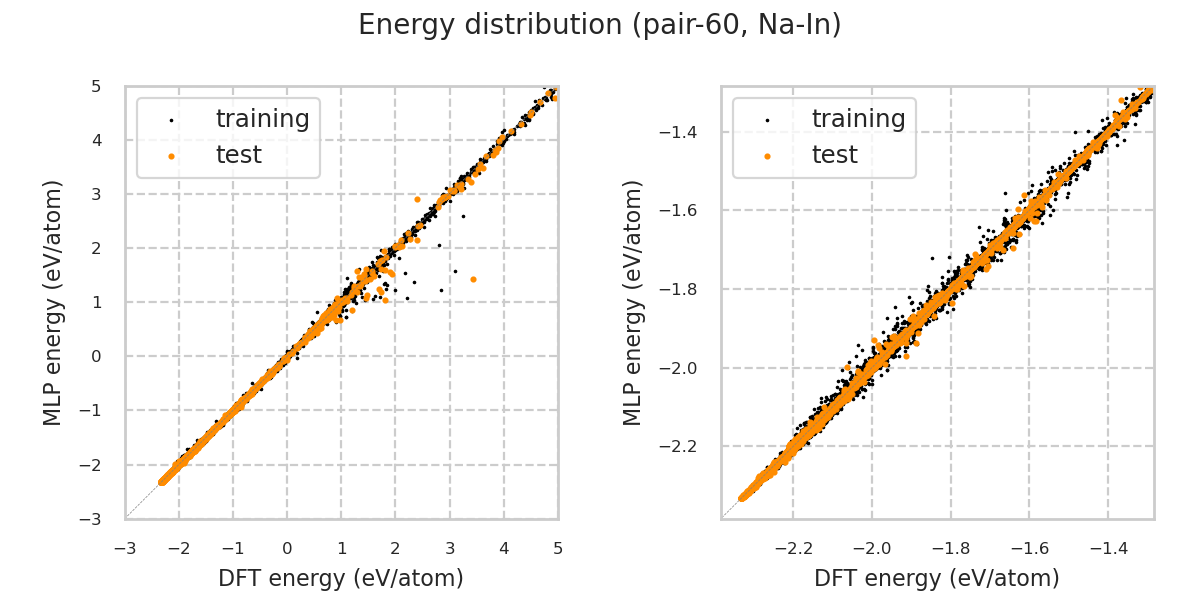 Energy distribution (pair-60, Na-In)
MLP energy (eV/atom)
5
4
3
2
1
0
−1
−2
−3
training
test
−3 −2 −1 0 1 2 3 4 5
DFT energy (eV/atom)
MLP energy (eV/atom)
−1.4
−1.6
−1.8
−2.0
−2.2
training
test
−2.2 −2.0 −1.8 −1.6 −1.4
DFT energy (eV/atom)